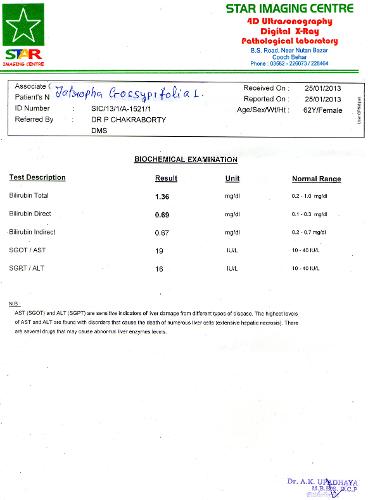 STAR IMAGING CENTRE
4D Ultrasonography
Digital X-Ray
Pathological Laboratory
B.S. Road, Near Nutan Bazar
Cooch Behar
Phone : 03582 - 226073 / 228464
STAR
IMAGING CENTRE
Associate (
Patient's N
Jatropha Gossypifolia L.
ID Number : SIC/13/1/A-1521/1
Referred By : DR P CHAKRABORTY
DMS
Received On : 25/01/2013
Reported On : 25/01/2013
Age/Sex/Wt/Ht : 62Y/Female
BIOCHEMICAL EXAMINATION
Test Description Result Unit Normal Range
Bilirubin Total 1.36 mg/dl 0.2 - 1.0 mg/dl
Bilirubin Direct 0.69 mg/dl 0.1 - 0.3 mg/dl
Bilirubin Indirect 0.67 mg/dl 0.2 - 0.7 mg/dl
SGOT / AST 19 IU/L 10 - 40 IU/L
SGRT / ALT 16 IU/L 10 - 40 IU/L
N.B.:
AST (SGOT) and ALT (SGPT) are sensitive indicators of liver damage from different types of disease. The highest levels
of AST and ALT are found with disorders that cause the death of numerous liver cells (extensive hepatic necrosis). There
are several drugs that may cause abnormal liver enzymes levels.
Dr. A.K. UPADHAYA
M.B.B.S, D.C.P